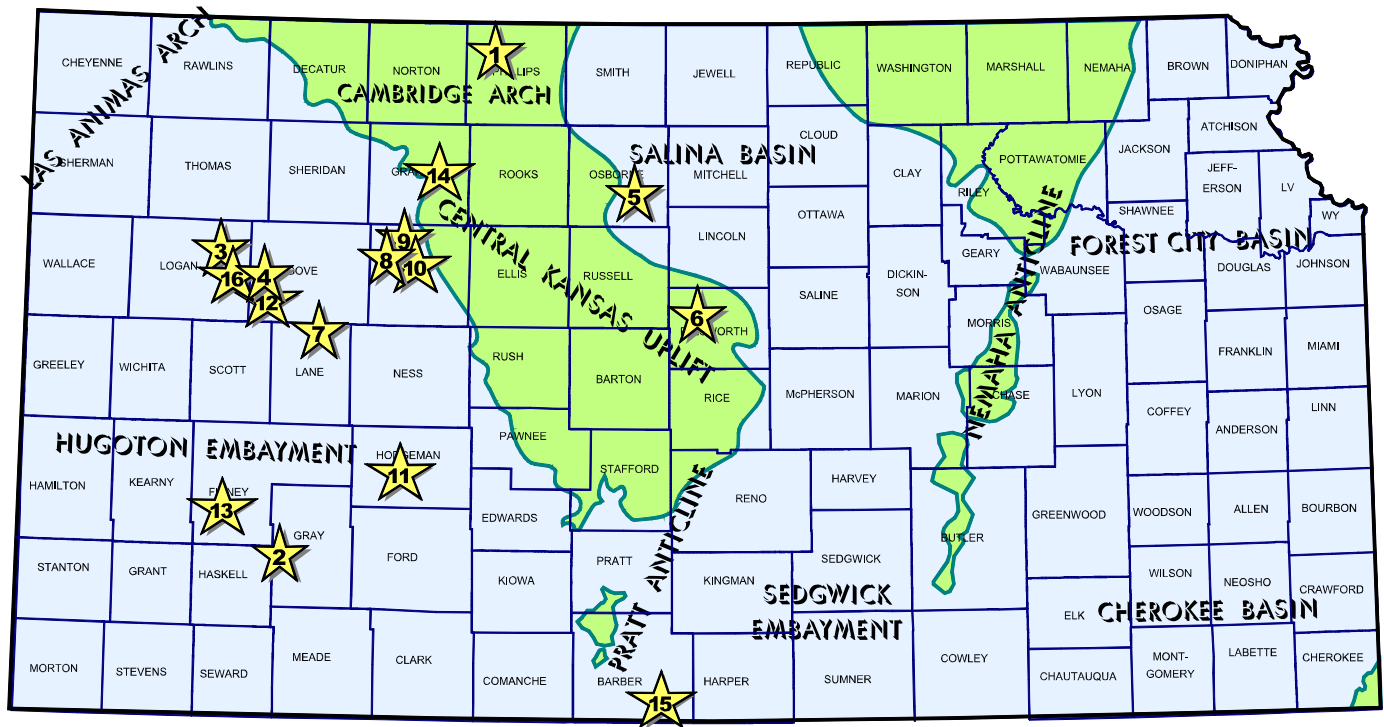 CHEYENNE
RAWLINS
DECATUR
NORTON
1
SMITH
JEWELL
REPUBLIC
WASHINGTON
MARSHALL
NEMAHA
BROWN
DONIPHAN
LAS ANIMAS ARCH
CAMBRIDGE ARCH
CLOUD
ATCHISON
SHERMAN
THOMAS
SHERIDAN
14
ROOKS
OSBORNE
5
SALINA BASIN
MITCHELL
CLAY
RILEY
POTTAWATOMIE
JACKSON
JEFF-
ERSON
LV
WY
OTTAWA
SHAWNEE
CENTRAL KANSAS UPLIFT
LINCOLN
GEARY
WABAUNSEE
FOREST CITY BASIN
WALLACE
LOGAN
3
16
4
12
9
8
10
ELLIS
RUSSELL
SALINE
DICKIN-
SON
DOUGLAS
JOHNSON
7
6
MORRIS
OSAGE
NEMAHA ANTICLINE
GREELEY
WICHITA
SCOTT
LANE
NESS
RUSH
BARTON
RICE
McPHERSON
MARION
CHASE
LYON
FRANKLIN
MIAMI
COFFEY
ANDERSON
LINN
HUGOTON EMBAYMENT
PAWNEE
STAFFORD
HAMILTON
KEARNY
13
11
EDWARDS
RENO
HARVEY
BUTLER
GREENWOOD
WOODSON
ALLEN
BOURBON
2
GRAY
FORD
PRATT
PRATT ANTICLINE
STANTON
GRANT
HASKELL
KIOWA
KINGMAN
SEDGWICK
SEDGWICK
EMBAYMENT
WILSON
NEOSHO
CRAWFORD
ELK
CHEROKEE BASIN
MORTON
STEVENS
SEWARD
MEADE
CLARK
COMANCHE
BARBER
15
HARPER
SUMNER
COWLEY
CHAUTAUQUA
MONT-
GOMERY
LABETTE
CHEROKEE